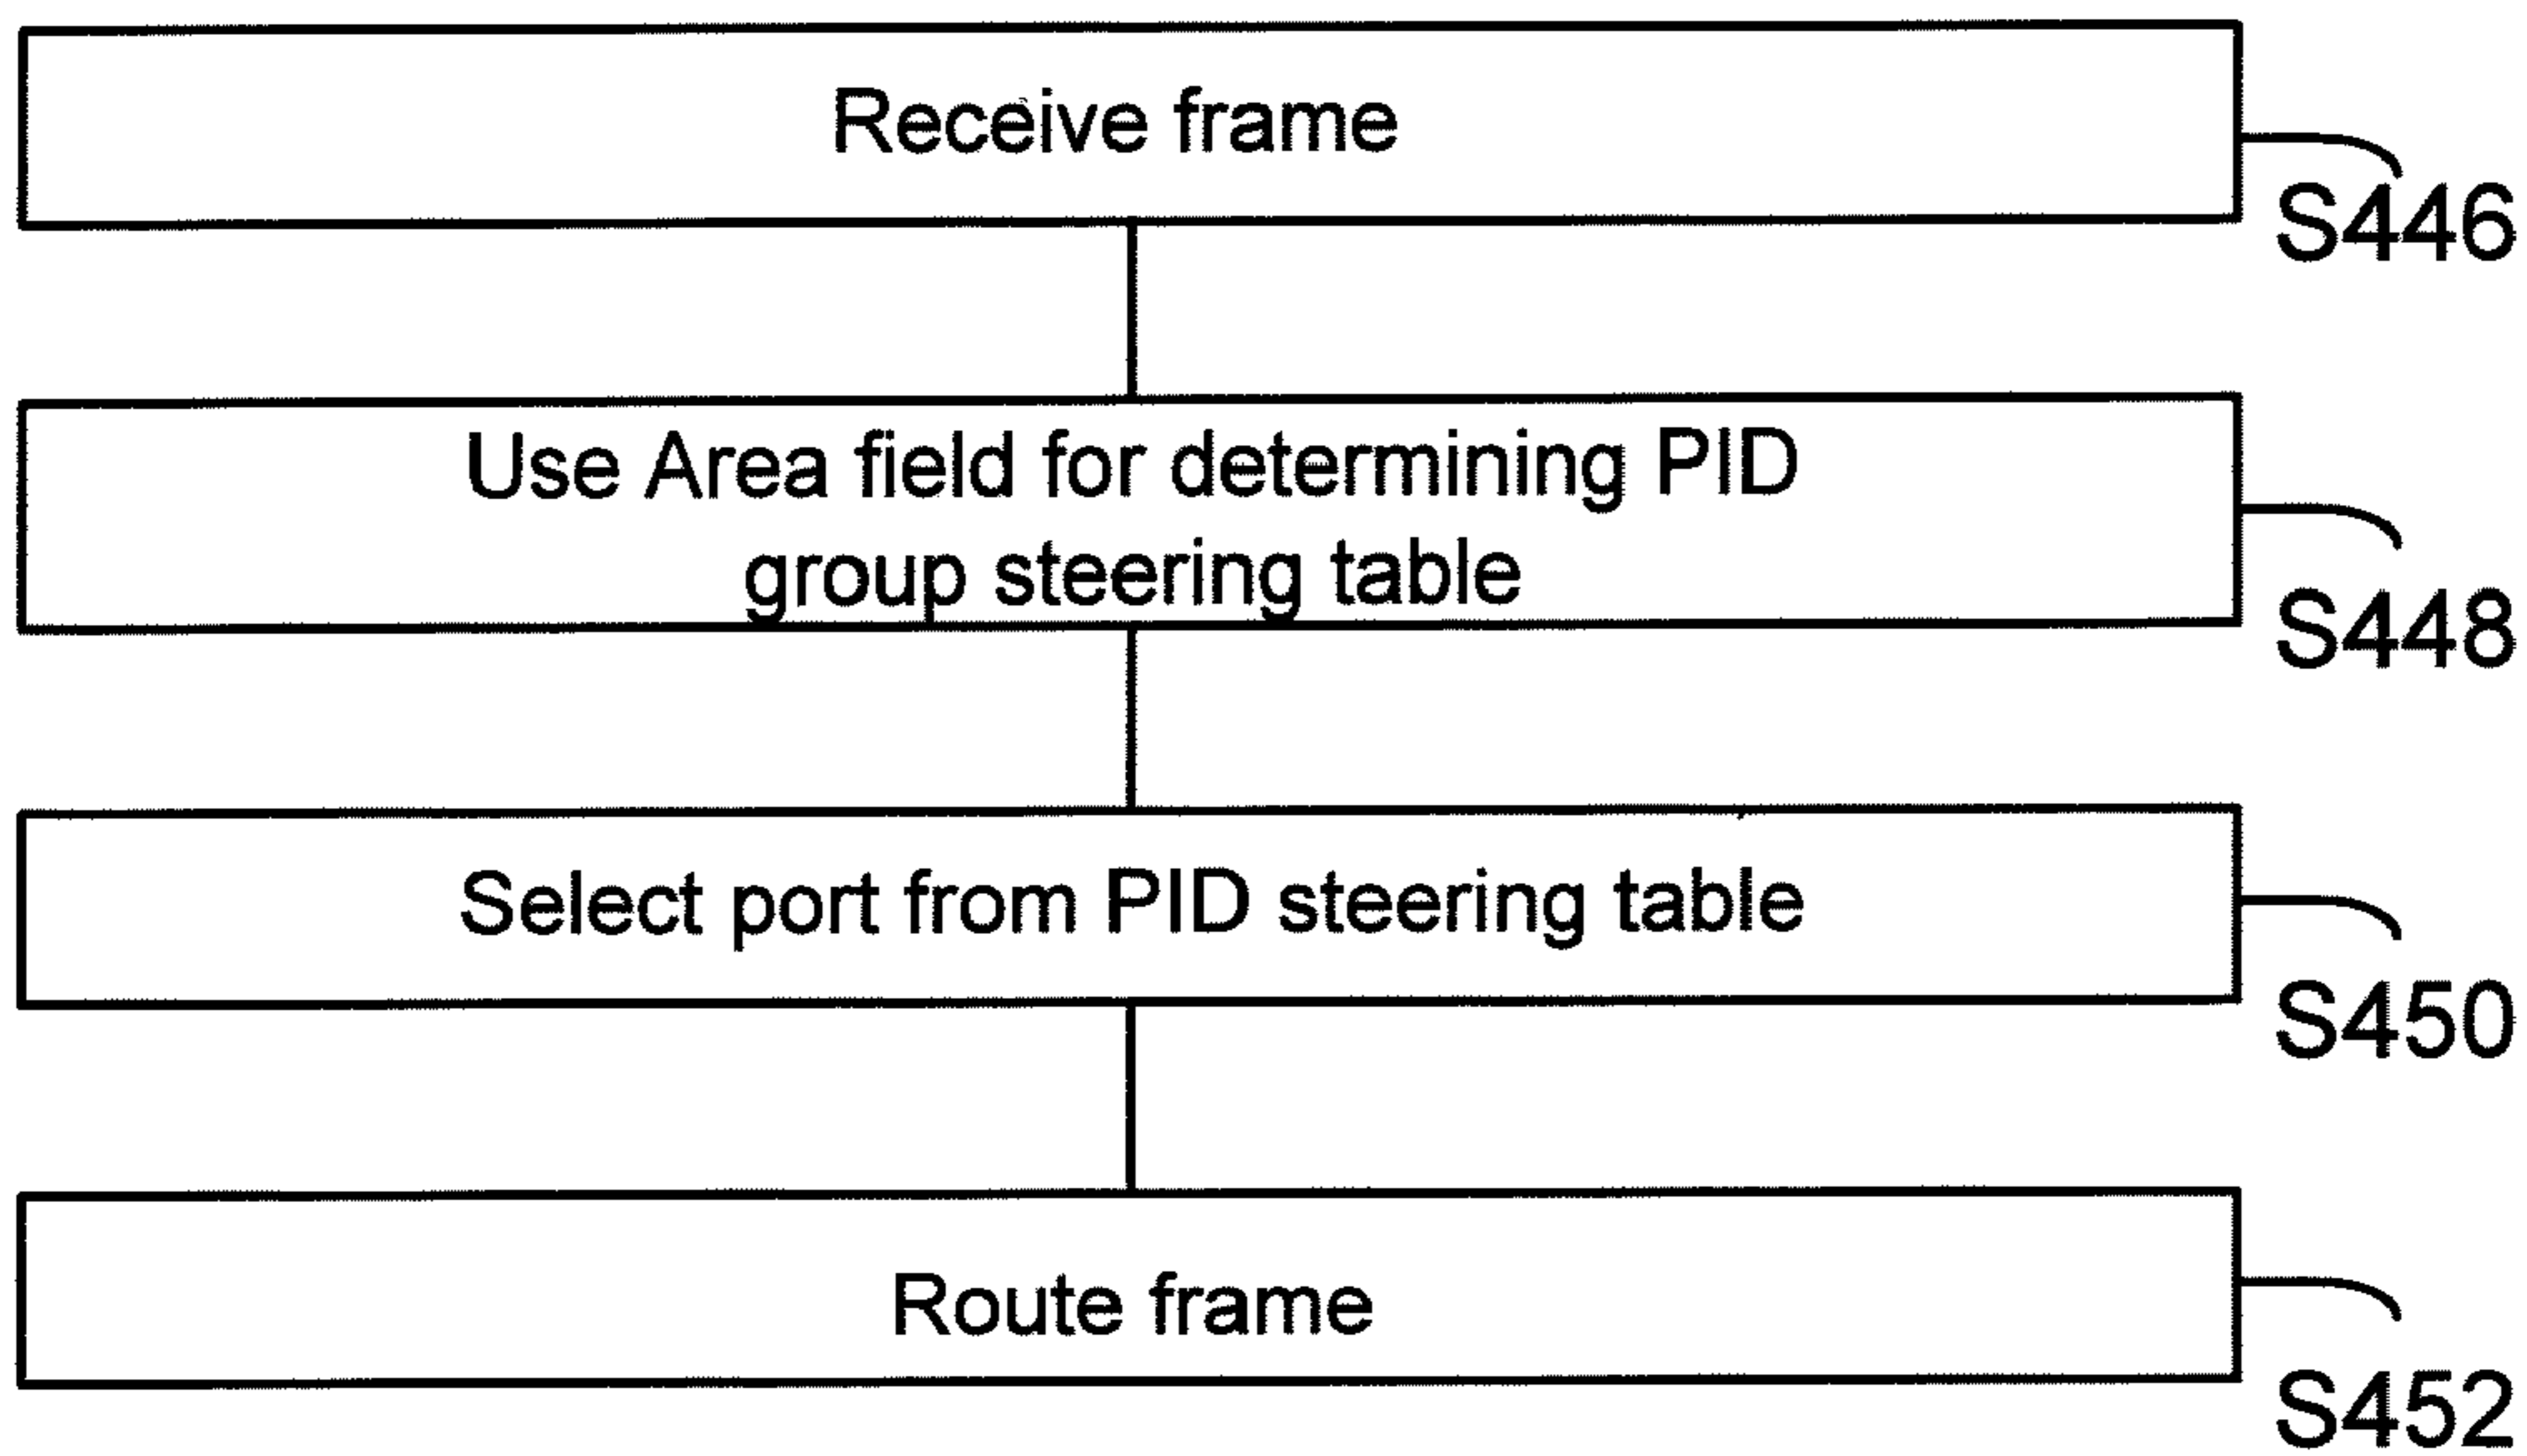 Receive frame
S446
Use Area field for determining PID
group steering table
S448
Select port from PID steering table
S450
Route frame
S452